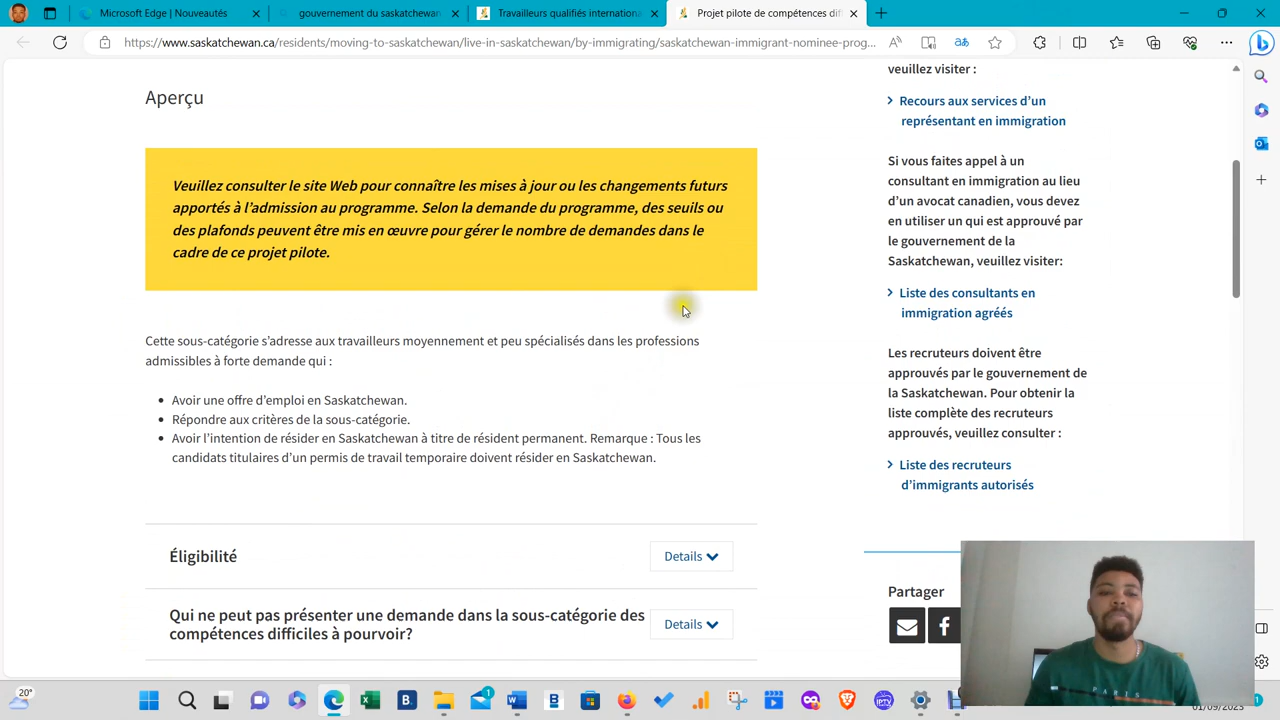 Microsoft Edge | Nouveautés
gouvernement du saskatchewan
Travailleurs qualifiés internationa
Projet pilote de compétences dif
https://www.saskatchewan.ca/residents/moving-to-saskatchewan/live-in-saskatchewan/by-immigrating/saskatchewan-immigrant-nominee-prog...
Aperçu
Veuillez consulter le site Web pour connaître les mises à jour ou les changements futurs
apportés à l'admission au programme. Selon la demande du programme, des seuils ou
des plafonds peuvent être mis en œuvre pour gérer le nombre de demandes dans le
cadre de ce projet pilote.
Cette sous-catégorie s'adresse aux travailleurs moyennement et peu spécialisés dans les professions
admissibles à forte demande qui :
Avoir une offre d'emploi en Saskatchewan.
Répondre aux critères de la sous-catégorie.
Avoir l'intention de résider en Saskatchewan à titre de résident permanent. Remarque : Tous les
candidats titulaires d'un permis de travail temporaire doivent résider en Saskatchewan.
Éligibilité
Details
Qui ne peut pas présenter une demande dans la sous-catégorie des
compétences difficiles à pourvoir?
Details
veuillez visiter :
Recours aux services d'un
représentant en immigration
Si vous faites appel à un
consultant en immigration au lieu
d'un avocat canadien, vous devez
en utiliser un qui est approuvé par
le gouvernement de la
Saskatchewan, veuillez visiter:
Liste des consultants en
immigration agréés
Les recruteurs doivent être
approuvés par le gouvernement de
la Saskatchewan. Pour obtenir la
liste complète des recruteurs
approuvés, veuillez consulter :
Liste des recruteurs
d'immigrants autorisés
Partager
PARIS
20°
01/09/2023